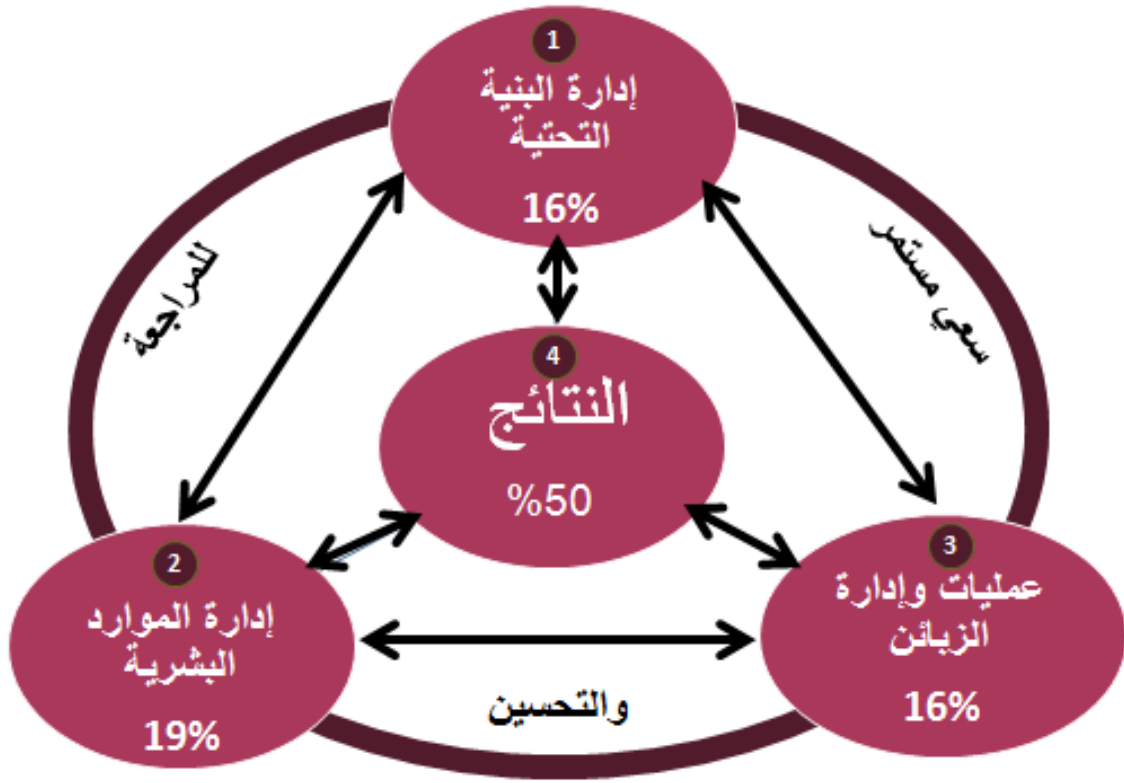 1
إدارة البنية
التحتية
16%
سعي مستمر
للمراجعة
والتحسين
4
النتائج
%50
2
إدارة الموارد
البشرية
19%
3
عمليات وإدارة
الزبائن
16%